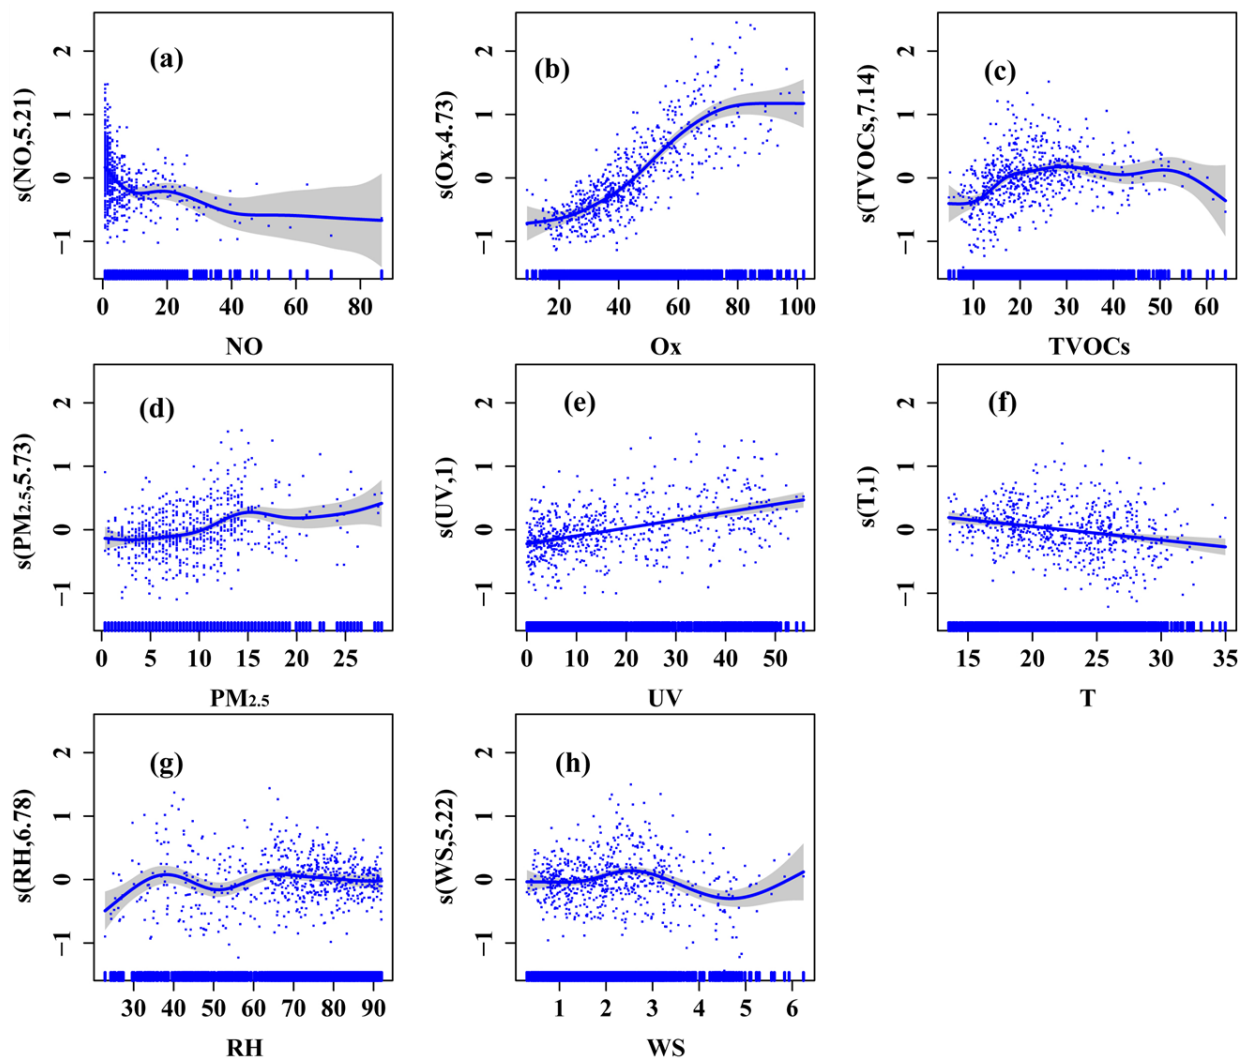 (a)
s(NO,5.21)
2
1
0
−1
0 20 40 60 80
NO
(b)
s(Ox,4.73)
2
1
0
−1
20 40 60 80 100
Ox
(c)
s(TVOCs,7.14)
2
1
0
−1
10 20 30 40 50 60
TVOCs
(d)
s(PM2.5,5.73)
2
1
0
−1
0 5 10 15 20 25
PM2.5
(e)
s(UV,1)
2
1
0
−1
0 10 20 30 40 50
UV
(f)
s(T,1)
2
1
0
−1
15 20 25 30 35
T
(g)
s(RH,6.78)
2
1
0
−1
30 40 50 60 70 80 90
RH
(h)
s(WS,5.22)
2
1
0
−1
1 2 3 4 5 6
WS